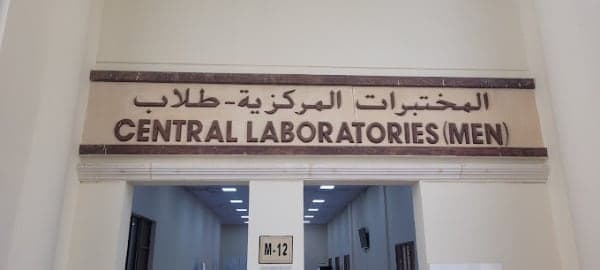 المختبرات المركزية - طلاب
CENTRAL LABORATORIES (MEN)
M-12